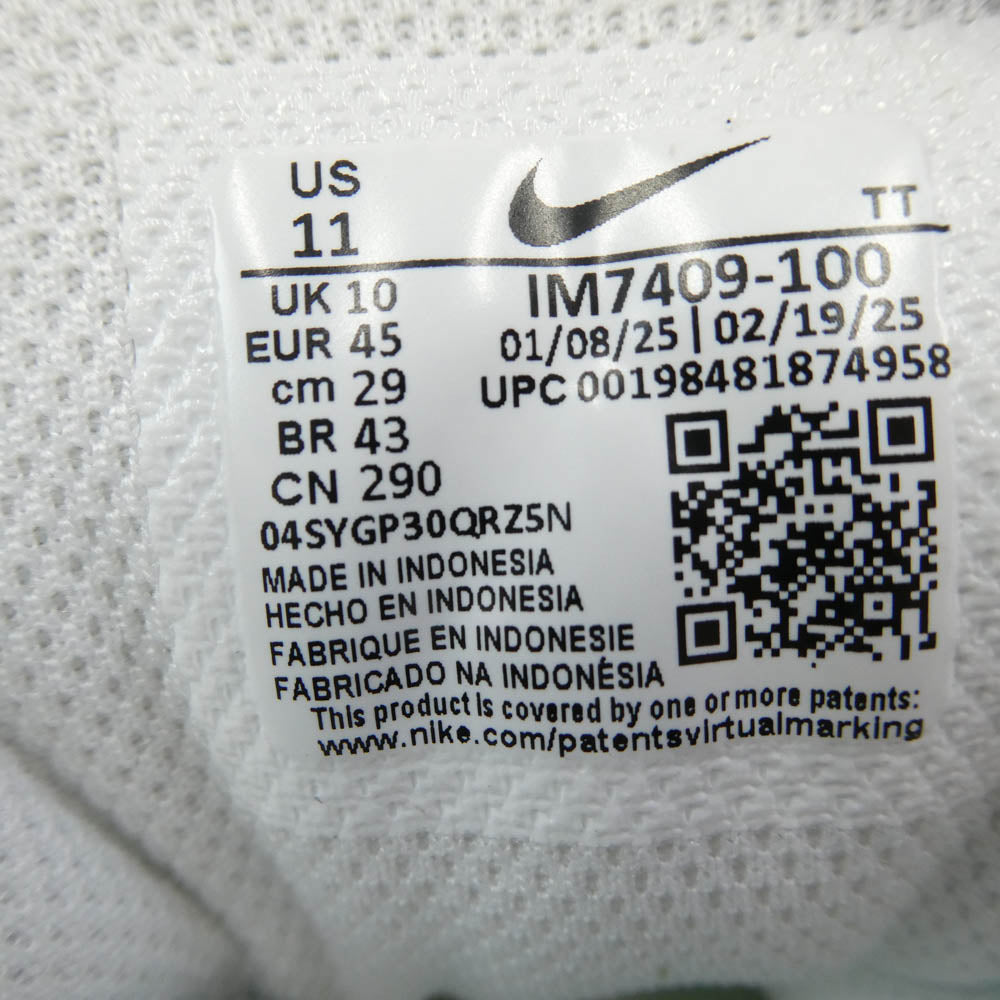 US
11
TT
UK 10
EUR 45
cm 29
BR 43
CN 290
IM7409-100
01/08/25 | 02/19/25
UPC 00198481874958
04SYGP30QRZ5N
MADE IN INDONESIA
HECHO EN INDONESIA
FABRIQUE EN INDONESIE
FABRICADO NA INDONÉSIA
This product is covered by one or more patents:
www.nike.com/patentsvirtualmarking